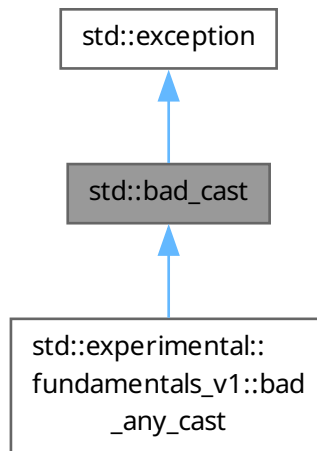 std::exception
std::bad_cast
std::experimental::
fundamentals_v1::bad
_any_cast